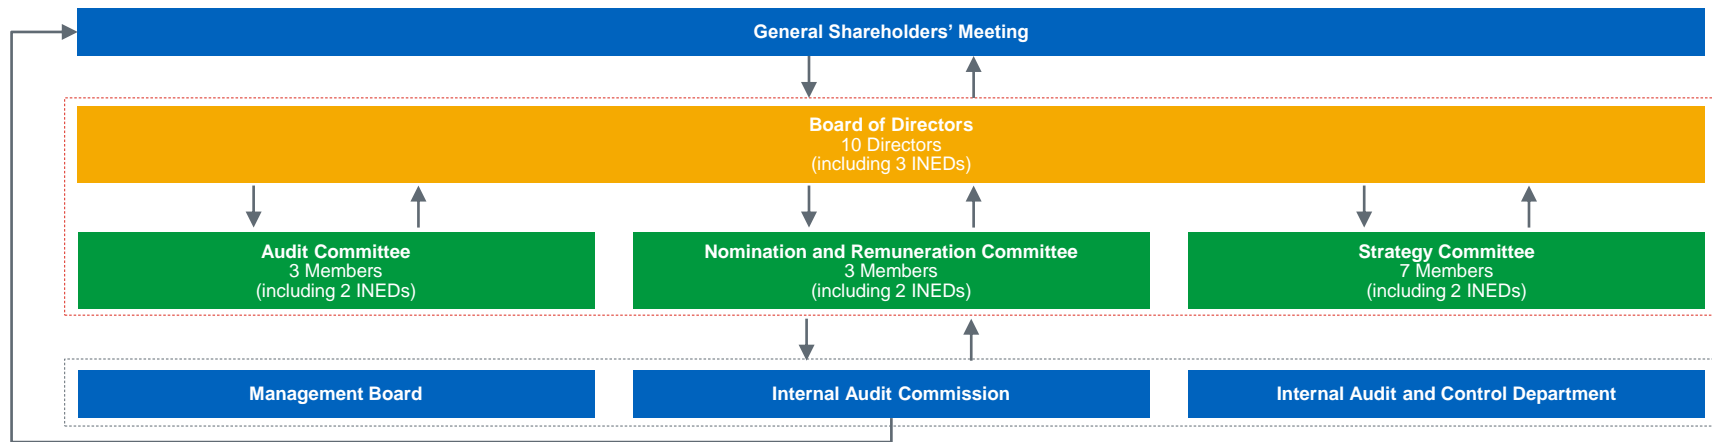 General Shareholders’ Meeting
Board of Directors
10 Directors
(including 3 INEDs)
Audit Committee
3 Members
(including 2 INEDs)
Nomination and Remuneration Committee
3 Members
(including 2 INEDs)
Strategy Committee
7 Members
(including 2 INEDs)
Management Board
Internal Audit Commission
Internal Audit and Control Department